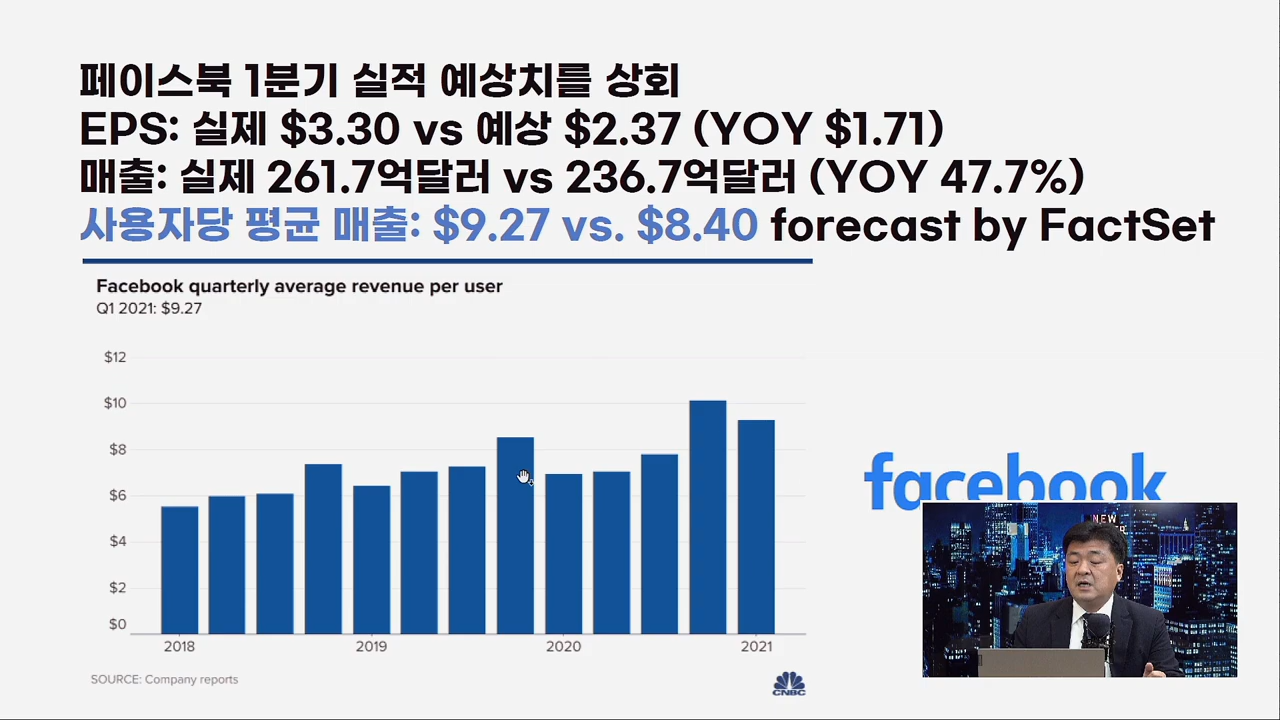 페이스북 1분기 실적 예상치를 상회
EPS: 실제 $3.30 vs 예상 $2.37 (YOY $1.71)
매출: 실제 261.7억달러 vs 236.7억달러 (YOY 47.7%)
사용자당 평균 매출: $9.27 vs. $8.40 forecast by FactSet
Facebook quarterly average revenue per user
Q1 2021: $9.27
$12
$10
$8
$6
$4
$2
$0
2018 2019 2020 2021
SOURCE: Company reports
CNBC
facebook
NEW